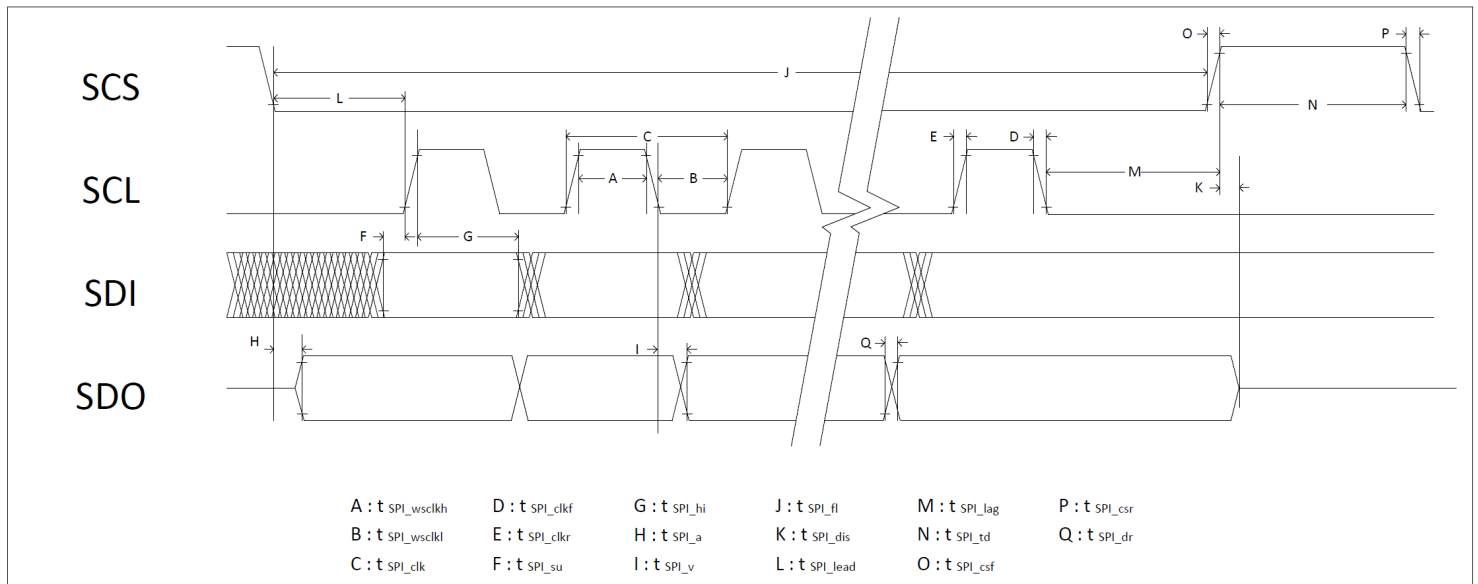 O P
SCS J
L N
C E D
SCL A B M
K
F G
SDI
H I Q
SDO
A : t SPI_wsclkh D : t SPI_clkf G : t SPI_hi J : t SPI_fl M : t SPI_lag P : t SPI_csr
B : t SPI_wsclkl E : t SPI_clkr H : t SPI_a K : t SPI_dis N : t SPI_td Q : t SPI_dr
C : t SPI_clk F : t SPI_su I : t SPI_v L : t SPI_lead O : t SPI_csf